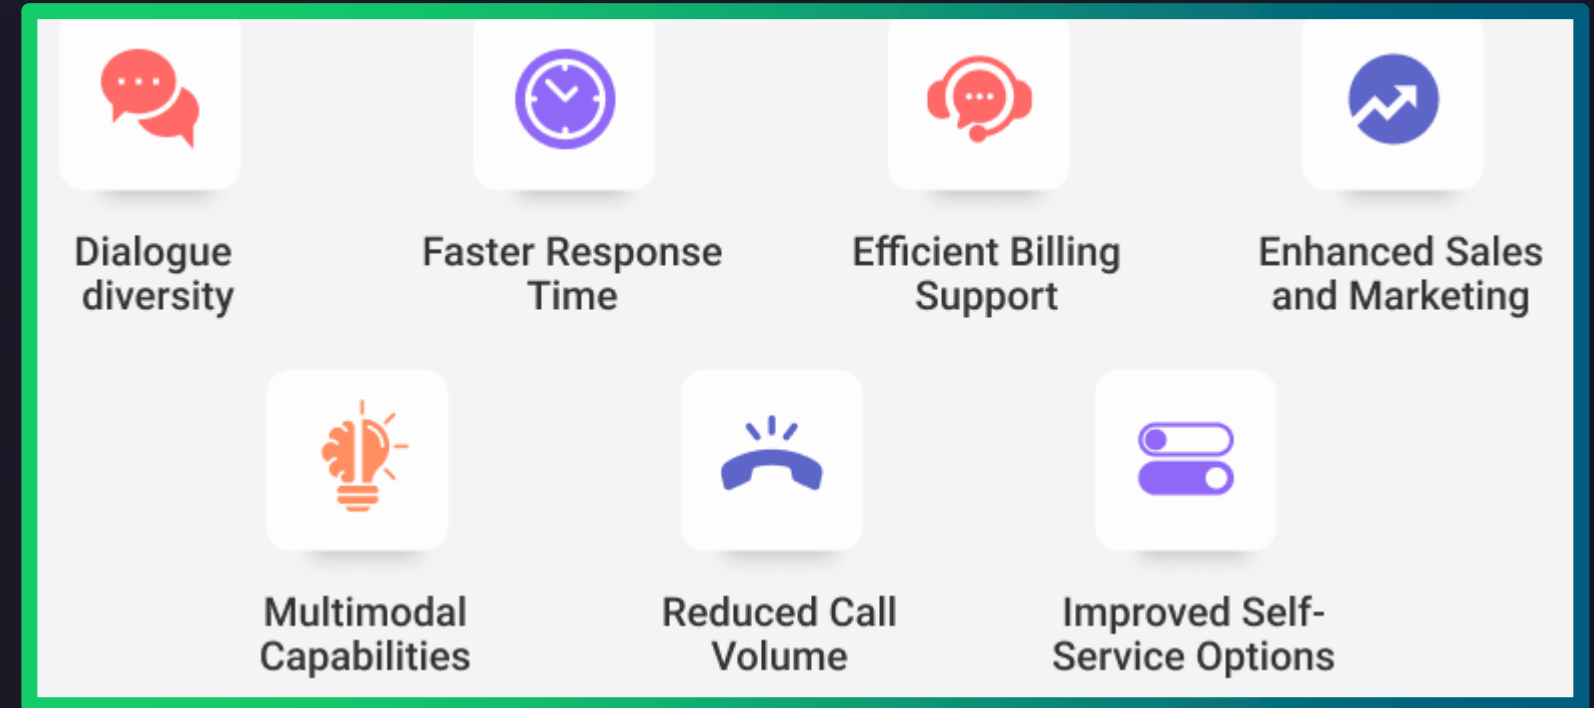 Dialogue
diversity
Faster Response
Time
Efficient Billing
Support
Enhanced Sales
and Marketing
Multimodal
Capabilities
Reduced Call
Volume
Improved Self-
Service Options